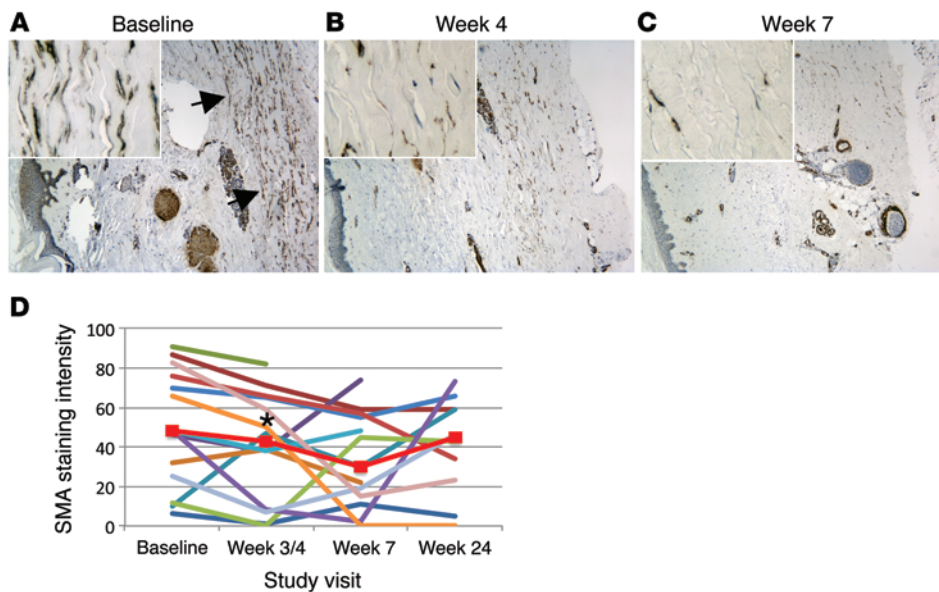 A Baseline
B Week 4
C Week 7
D
SMA staining intensity
100
80
60
40
20
0
*
Baseline Week 3/4 Week 7 Week 24
Study visit